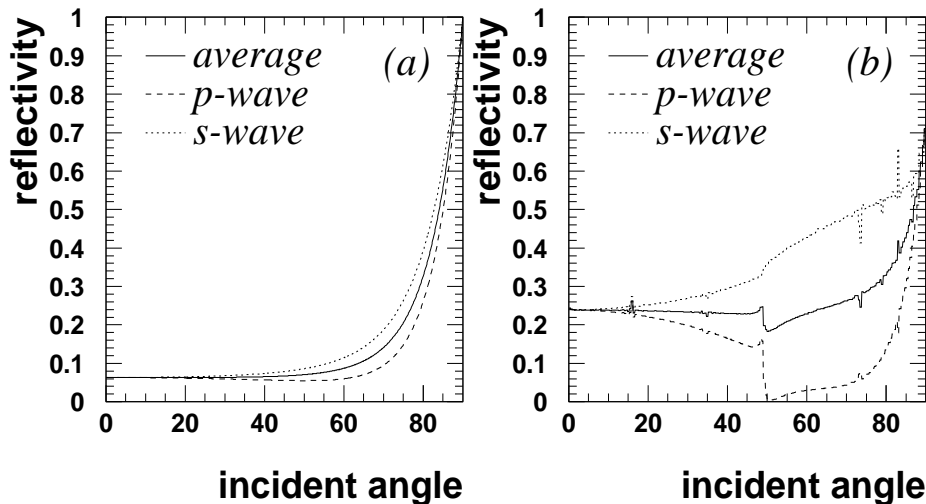 reflectivity
1
0.9
0.8
0.7
0.6
0.5
0.4
0.3
0.2
0.1
0
average
p-wave
s-wave
(a)
0 20 40 60 80
incident angle
reflectivity
1
0.9
0.8
0.7
0.6
0.5
0.4
0.3
0.2
0.1
0
average
p-wave
s-wave
(b)
0 20 40 60 80
incident angle